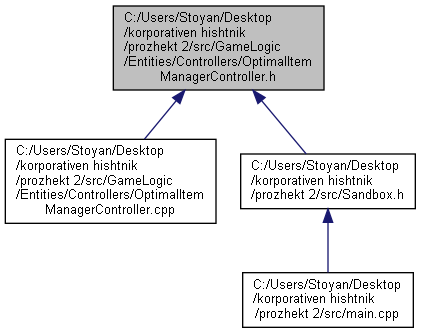 C:/Users/Stoyan/Desktop
/korporativen hishtnik
/prozhekt 2/src/GameLogic
/Entities/Controllers/OptimalItem
ManagerController.h
C:/Users/Stoyan/Desktop
/korporativen hishtnik
/prozhekt 2/src/GameLogic
/Entities/Controllers/OptimalItem
ManagerController.cpp
C:/Users/Stoyan/Desktop
/korporativen hishtnik
/prozhekt 2/src/Sandbox.h
C:/Users/Stoyan/Desktop
/korporativen hishtnik
/prozhekt 2/src/main.cpp